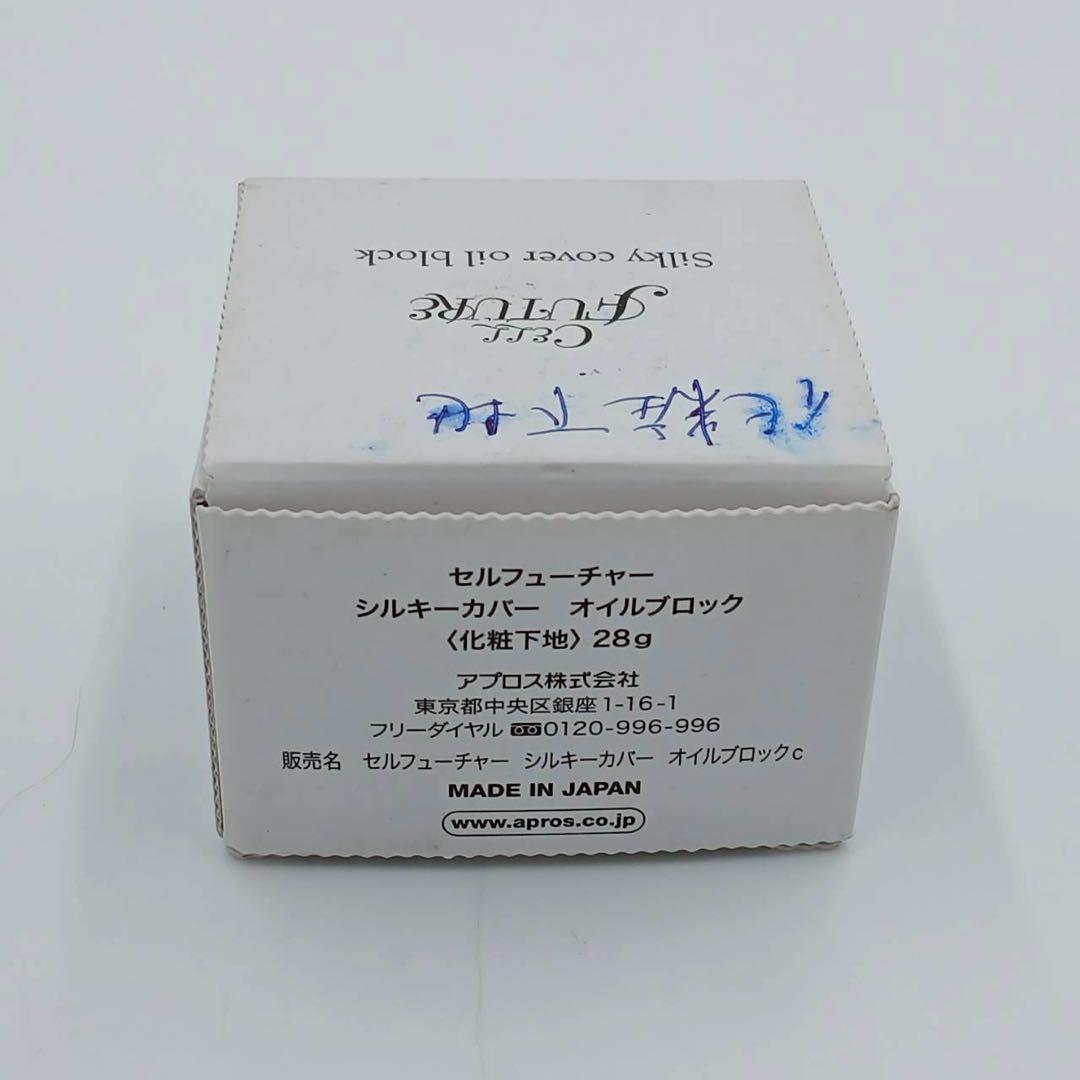 Cell
FUTURE
Silky cover oil block
化粧下地
セルフューチャー
シルキーカバー　オイルブロック
〈化粧下地〉28g
アプロス株式会社
東京都中央区銀座1-16-1
フリーダイヤル 0120-996-996
販売名　セルフューチャー　シルキーカバー　オイルブロックc
MADE IN JAPAN
www.apros.co.jp